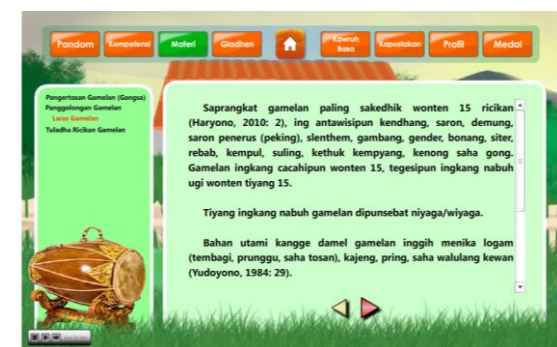 Pandom
Kompetensi
Materi
Gladhen
Kawruh
Baku
Kapustakan
Profil
Medal
Pangertosan Gamelan (Gangsa)
Panggolongan Gamelan
Laras Gamelan
Tuladha Ricikan Gamelan
Saprangkat gamelan paling sakedhik wonten 15 ricikan
(Haryono, 2010: 2), ing antawisipun kendhang, saron, demung,
saron penerus (peking), slenthem, gambang, gender, bonang, siter,
rebab, kempul, suling, kethuk kempyang, kenong saha gong.
Gamelan ingkang cacahipun wonten 15, tegesipun ingkang nabuh
ugi wonten tiyang 15.
Tiyang ingkang nabuh gamelan dipunsebat niyaga/wiyaga.
Bahan utami kangge damel gamelan inggih menika logam
(tembagi, prunggu, saha tosan), kajeng, pring, saha walulang kewan
(Yudoyono, 1984: 29).